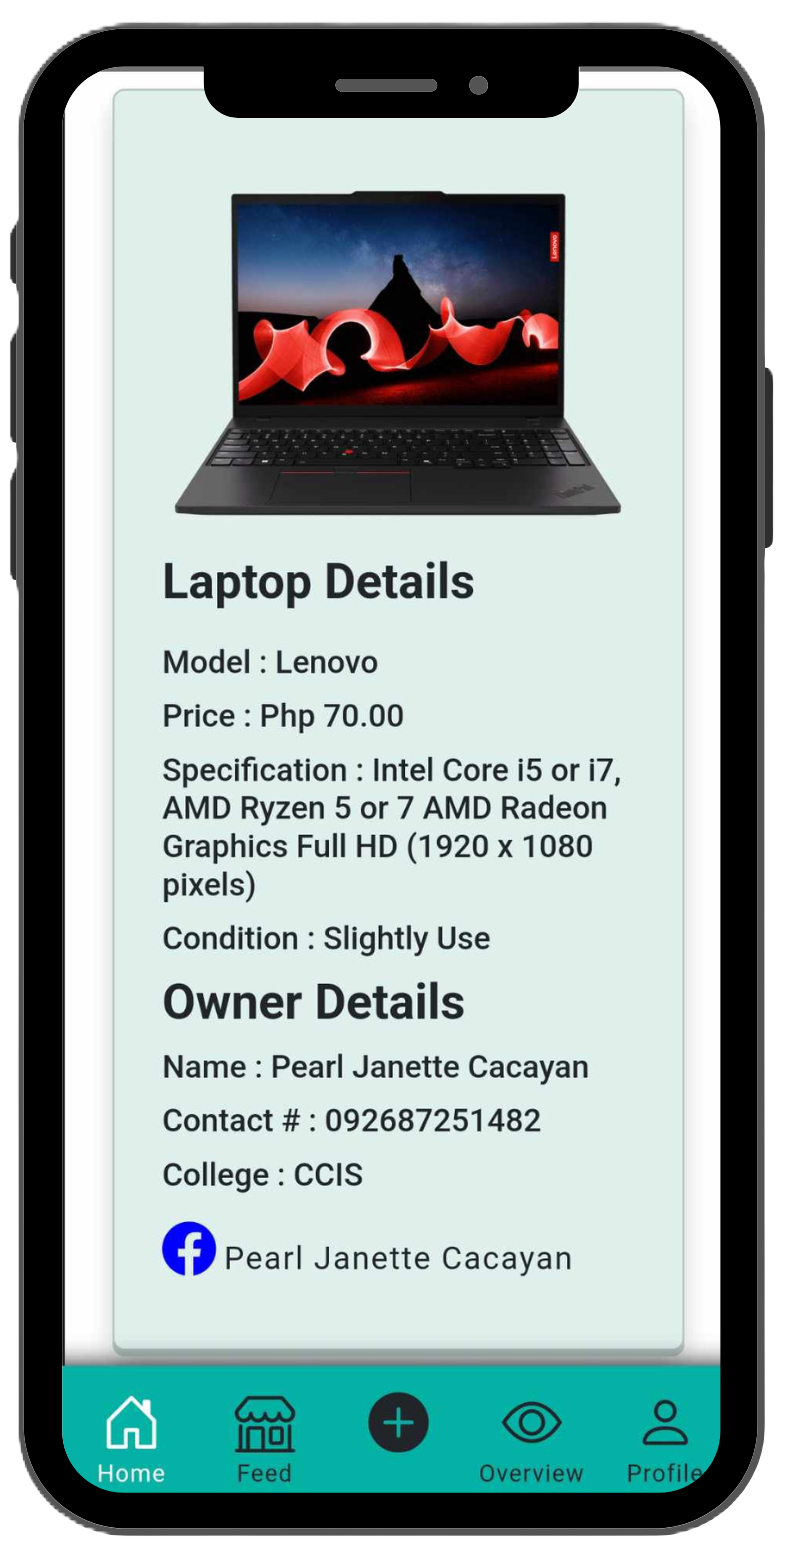 Lenovo
ThinkPad
Laptop Details
Model : Lenovo
Price : Php 70.00
Specification : Intel Core i5 or i7,
AMD Ryzen 5 or 7 AMD Radeon
Graphics Full HD (1920 x 1080
pixels)
Condition : Slightly Use
Owner Details
Name : Pearl Janette Cacayan
Contact # : 092687251482
College : CCIS
Pearl Janette Cacayan
Home
Feed
Overview
Profile